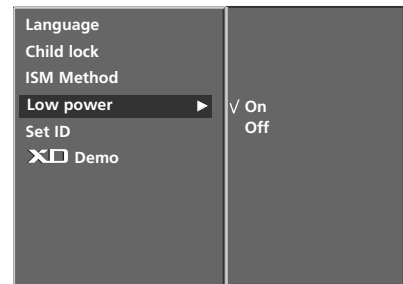 Language
Child lock
ISM Method
Low power ▶
Set ID
XD Demo
√ On
Off